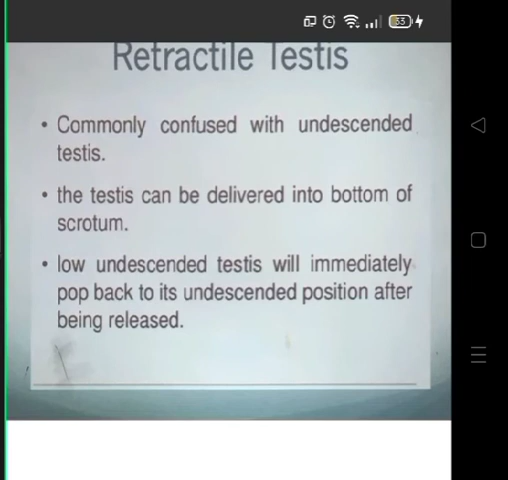 33
Retractile Testis
• Commonly confused with undescended
testis.
• the testis can be delivered into bottom of
scrotum.
• low undescended testis will immediately
pop back to its undescended position after
being released.